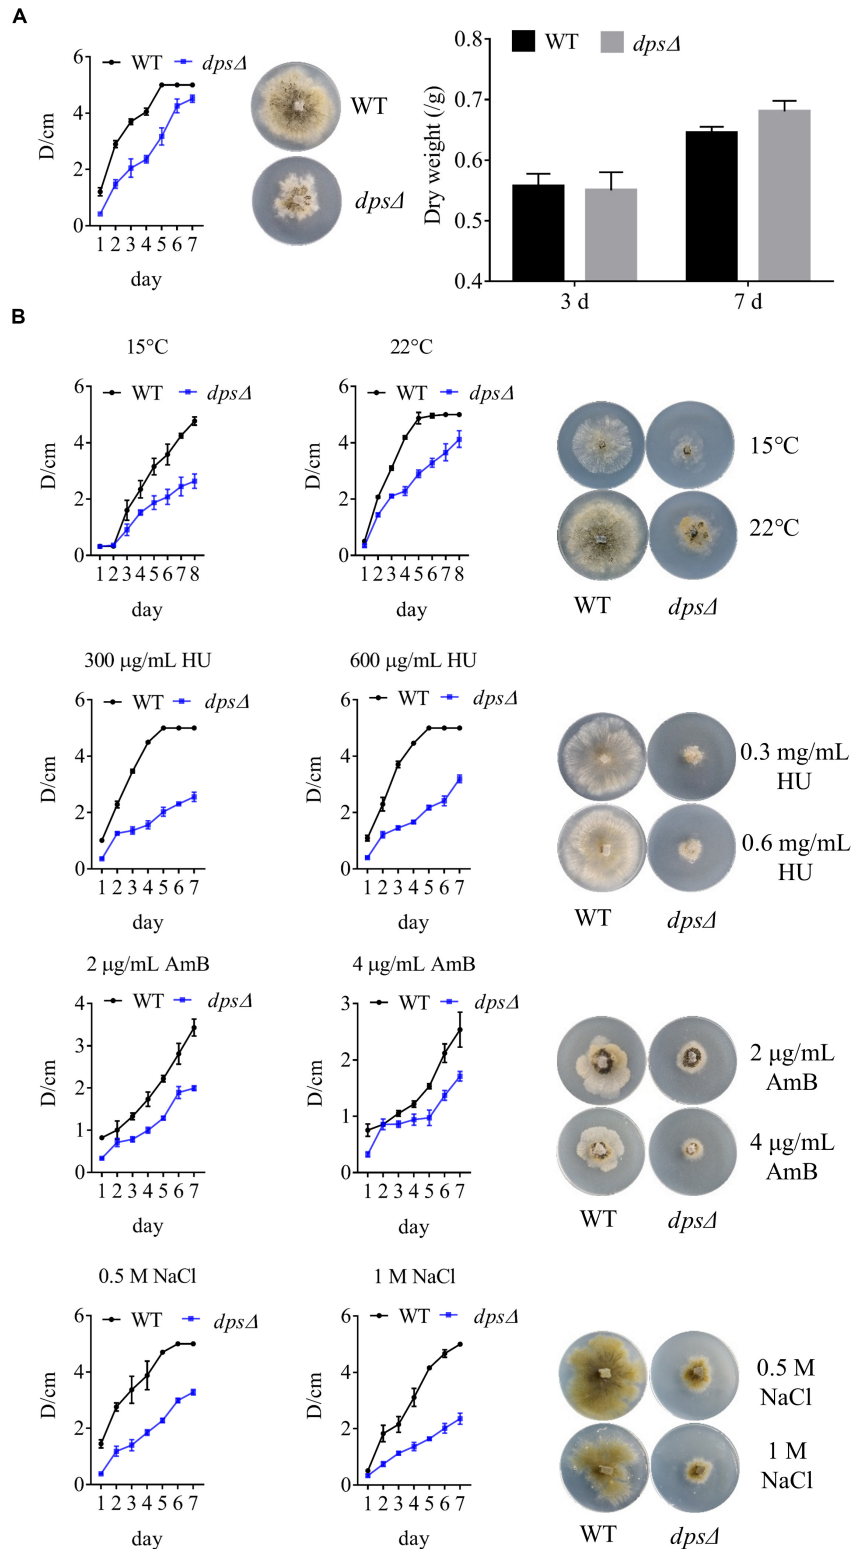 A
WT dpsΔ
6
4
2
0
D/cm
1 2 3 4 5 6 7
day
WT
dpsΔ
WT dpsΔ
0.8
0.7
0.6
0.5
0.4
Dry weight (/g)
3 d 7 d
B
15°C
WT dpsΔ
6
4
2
0
D/cm
1 2 3 4 5 6 7 8
day
22°C
WT dpsΔ
6
4
2
0
D/cm
1 2 3 4 5 6 7 8
day
15°C
22°C
WT dpsΔ
300 μg/mL HU
WT dpsΔ
6
4
2
0
D/cm
1 2 3 4 5 6 7
day
600 μg/mL HU
WT dpsΔ
6
4
2
0
D/cm
1 2 3 4 5 6 7
day
0.3 mg/mL
HU
0.6 mg/mL
HU
WT dpsΔ
2 μg/mL AmB
WT dpsΔ
4
3
2
1
0
D/cm
1 2 3 4 5 6 7
day
4 μg/mL AmB
WT dpsΔ
3
2
1
0
D/cm
1 2 3 4 5 6 7
day
2 μg/mL
AmB
4 μg/mL
AmB
WT dpsΔ
0.5 M NaCl
WT dpsΔ
6
4
2
0
D/cm
1 2 3 4 5 6 7
day
1 M NaCl
WT dpsΔ
6
4
2
0
D/cm
1 2 3 4 5 6 7
day
0.5 M
NaCl
1 M
NaCl
WT dpsΔ